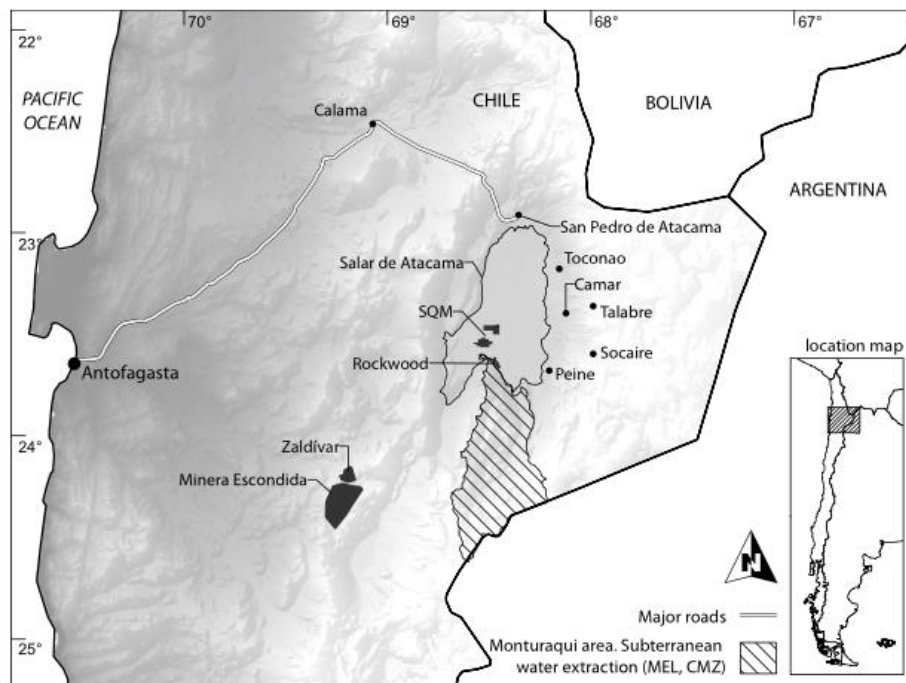 70°
69°
68°
67°
22°
PACIFIC
OCEAN
Calama
CHILE
BOLIVIA
ARGENTINA
23°
San Pedro de Atacama
Salar de Atacama
Toconao
Camar
SQM
Talabre
Rockwood
Socaire
Peine
Antofagasta
location map
24°
Zaldívar
Minera Escondida
N
Major roads
Monturaqui area. Subterranean
water extraction (MEL, CMZ)
25°